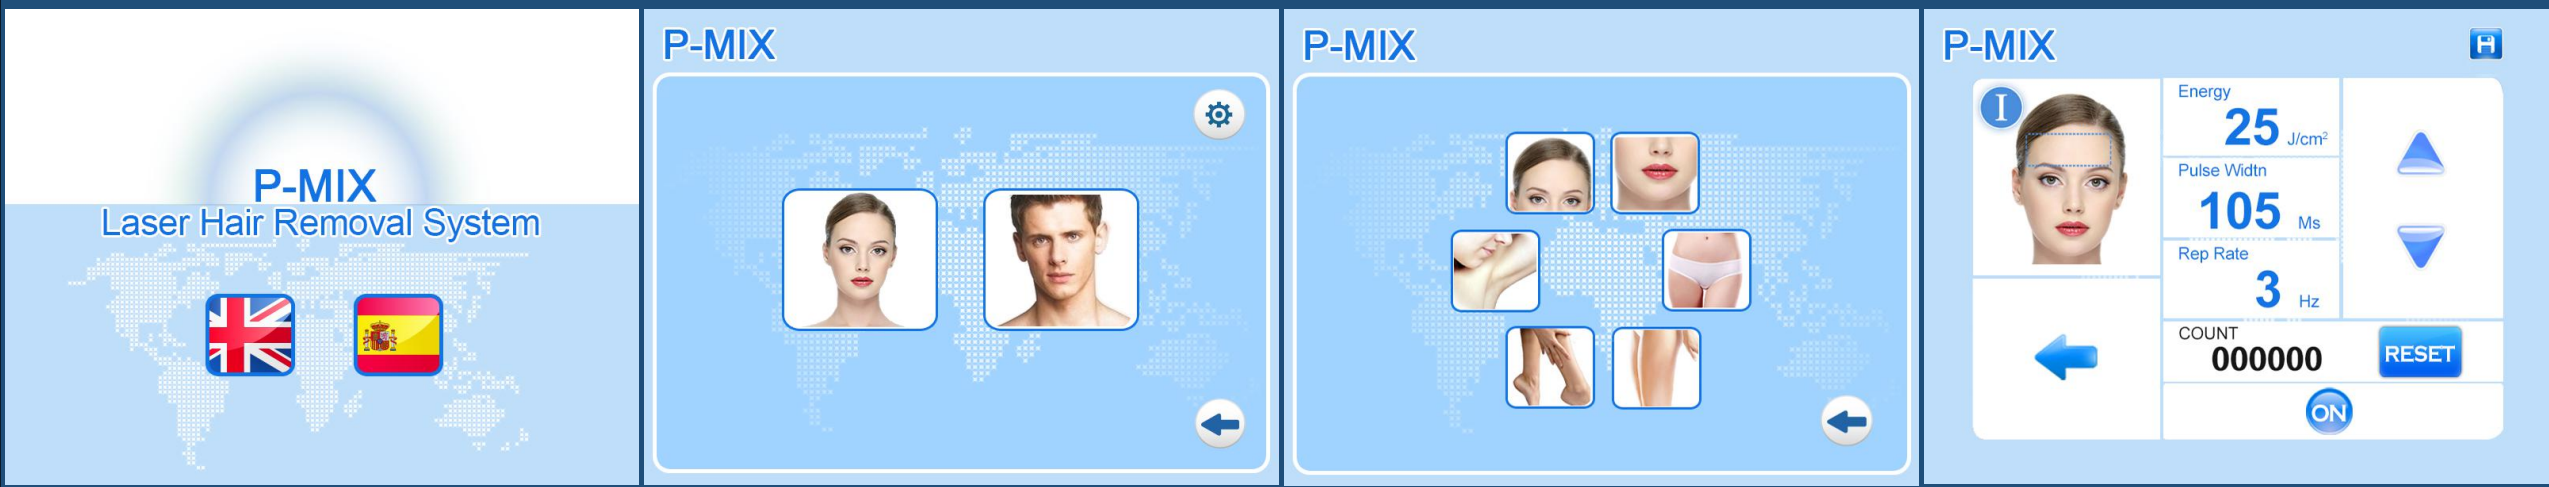 P-MIX
Laser Hair Removal System
P-MIX
P-MIX
P-MIX
I
Energy
25 J/cm²
Pulse Widtn
105 Ms
Rep Rate
3 Hz
COUNT
000000
RESET
ON